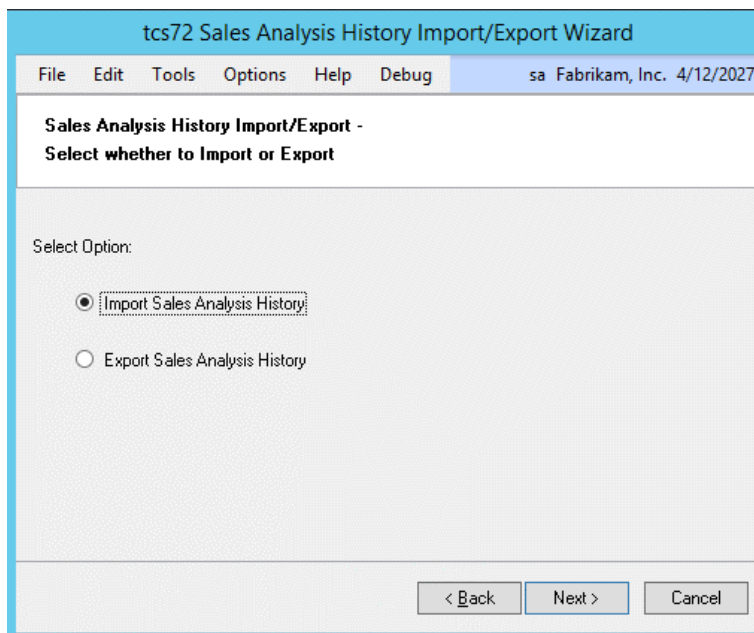 tcs72 Sales Analysis History Import/Export Wizard
File Edit Tools Options Help Debug sa Fabrikam, Inc. 4/12/2027
Sales Analysis History Import/Export -
Select whether to Import or Export
Select Option:
Import Sales Analysis History
Export Sales Analysis History
< Back Next > Cancel